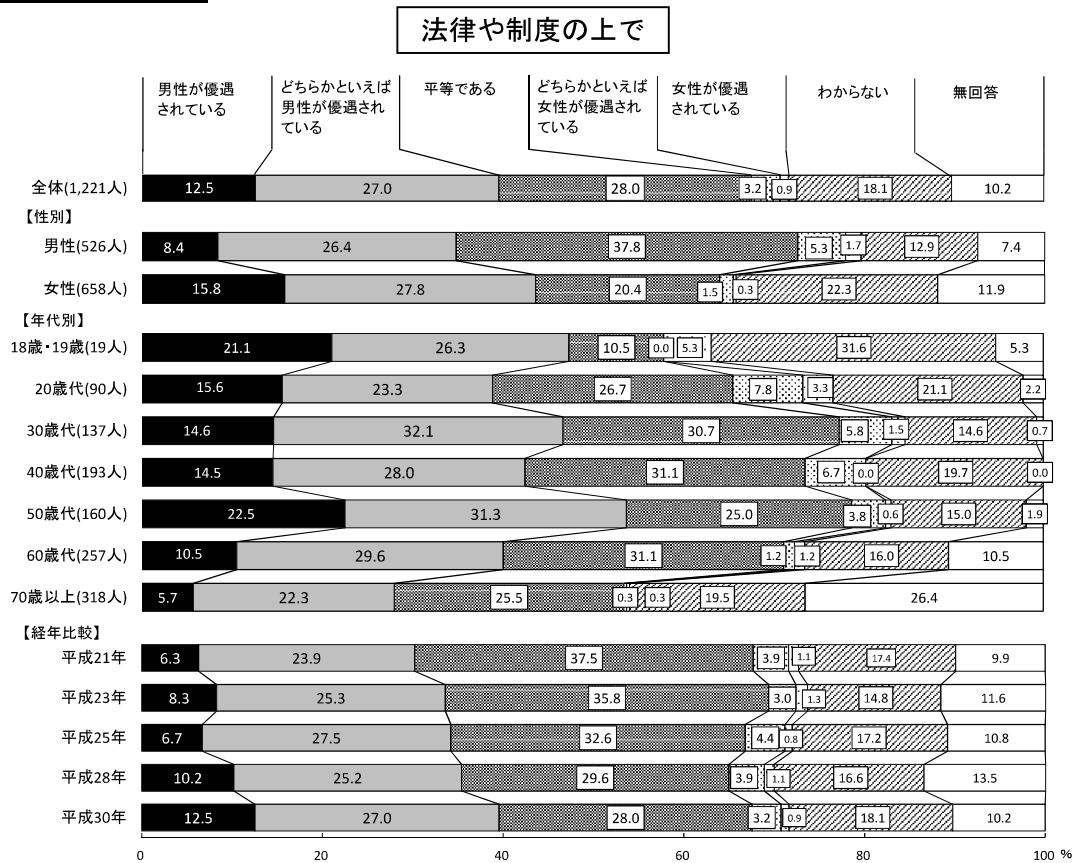 法律や制度の上で
男性が優遇
されている
どちらかといえば
男性が優遇され
ている
平等である
どちらかといえば
女性が優遇され
ている
女性が優遇
されている
わからない
無回答
全体(1,221人) 12.5 27.0 28.0 3.2 0.9 18.1 10.2
【性別】
男性(526人) 8.4 26.4 37.8 5.3 1.7 12.9 7.4
女性(658人) 15.8 27.8 20.4 1.5 0.3 22.3 11.9
【年代別】
18歳・19歳(19人) 21.1 26.3 10.5 0.0 5.3 31.6 5.3
20歳代(90人) 15.6 23.3 26.7 7.8 3.3 21.1 2.2
30歳代(137人) 14.6 32.1 30.7 5.8 1.5 14.6 0.7
40歳代(193人) 14.5 28.0 31.1 6.7 0.0 19.7 0.0
50歳代(160人) 22.5 31.3 25.0 3.8 0.6 15.0 1.9
60歳代(257人) 10.5 29.6 31.1 1.2 1.2 16.0 10.5
70歳以上(318人) 5.7 22.3 25.5 0.3 0.3 19.5 26.4
【経年比較】
平成21年 6.3 23.9 37.5 3.9 1.1 17.4 9.9
平成23年 8.3 25.3 35.8 3.0 1.3 14.8 11.6
平成25年 6.7 27.5 32.6 4.4 0.8 17.2 10.8
平成28年 10.2 25.2 29.6 3.9 1.1 16.6 13.5
平成30年 12.5 27.0 28.0 3.2 0.9 18.1 10.2
0 20 40 60 80 100 %